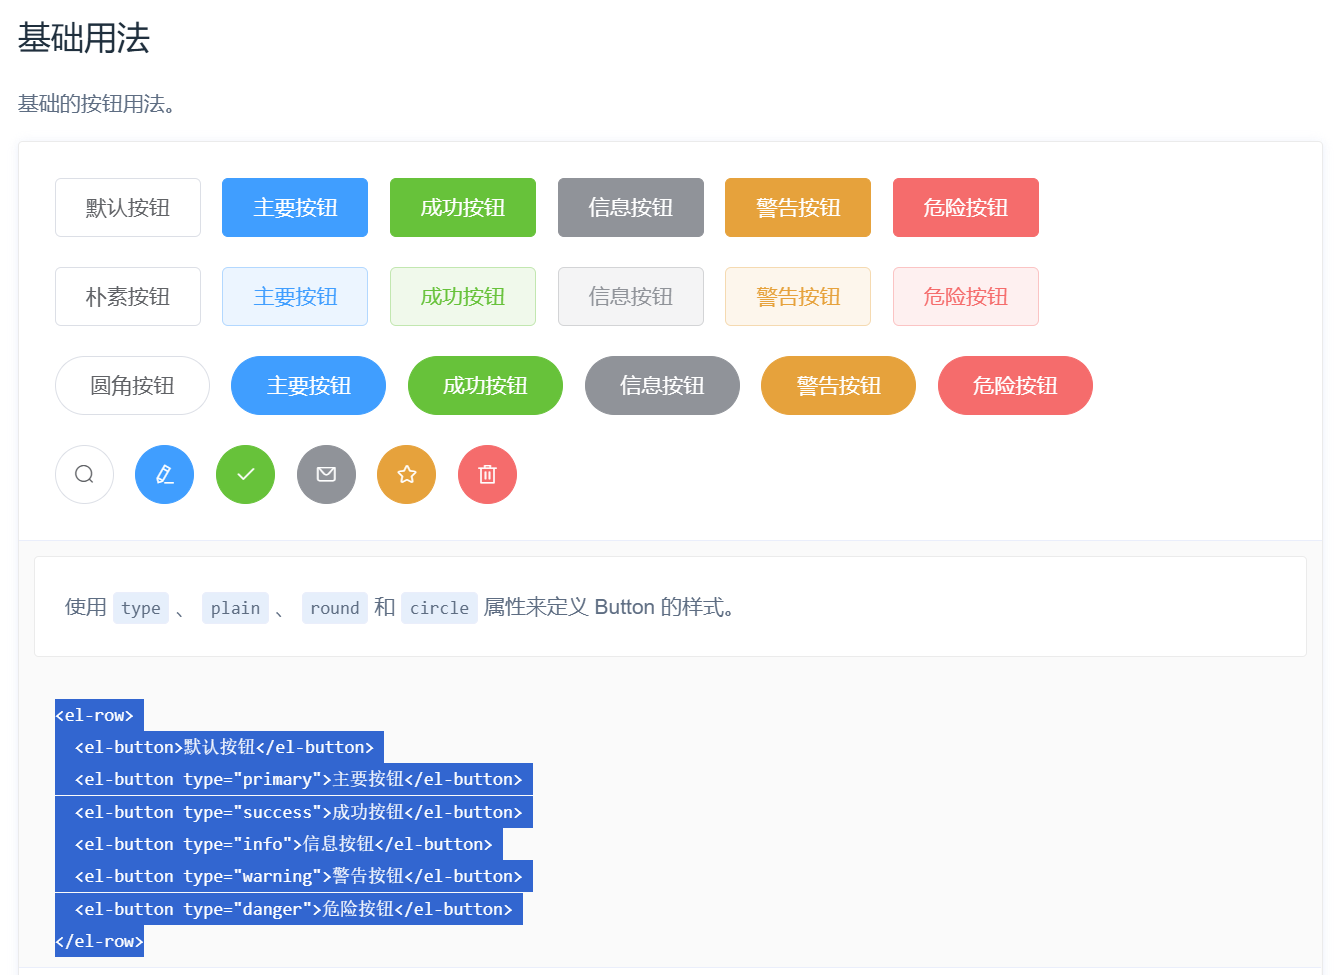 基础用法
基础的按钮用法。
默认按钮 主要按钮 成功按钮 信息按钮 警告按钮 危险按钮
朴素按钮 主要按钮 成功按钮 信息按钮 警告按钮 危险按钮
圆角按钮 主要按钮 成功按钮 信息按钮 警告按钮 危险按钮
使用 type 、 plain 、 round 和 circle 属性来定义 Button 的样式。
<el-row>
  <el-button>默认按钮</el-button>
  <el-button type="primary">主要按钮</el-button>
  <el-button type="success">成功按钮</el-button>
  <el-button type="info">信息按钮</el-button>
  <el-button type="warning">警告按钮</el-button>
  <el-button type="danger">危险按钮</el-button>
</el-row>